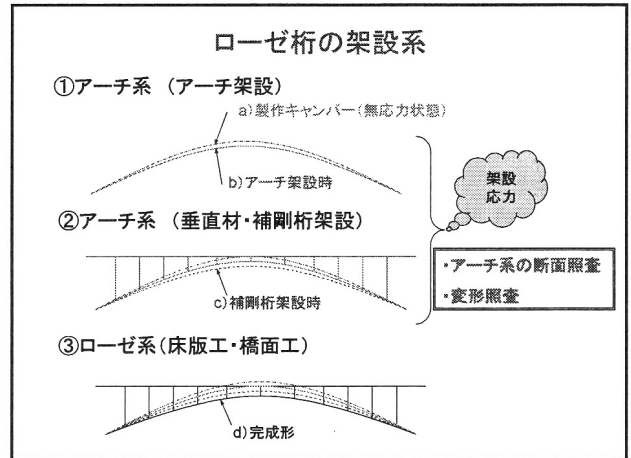 ローゼ桁の架設系
①アーチ系 (アーチ架設)
a)製作キャンバー(無応力状態)
b)アーチ架設時
②アーチ系 (垂直材・補剛桁架設)
c)補剛桁架設時
③ローゼ系(床版工・橋面工)
d)完成形
架設
応力
・アーチ系の断面照査
・変形照査